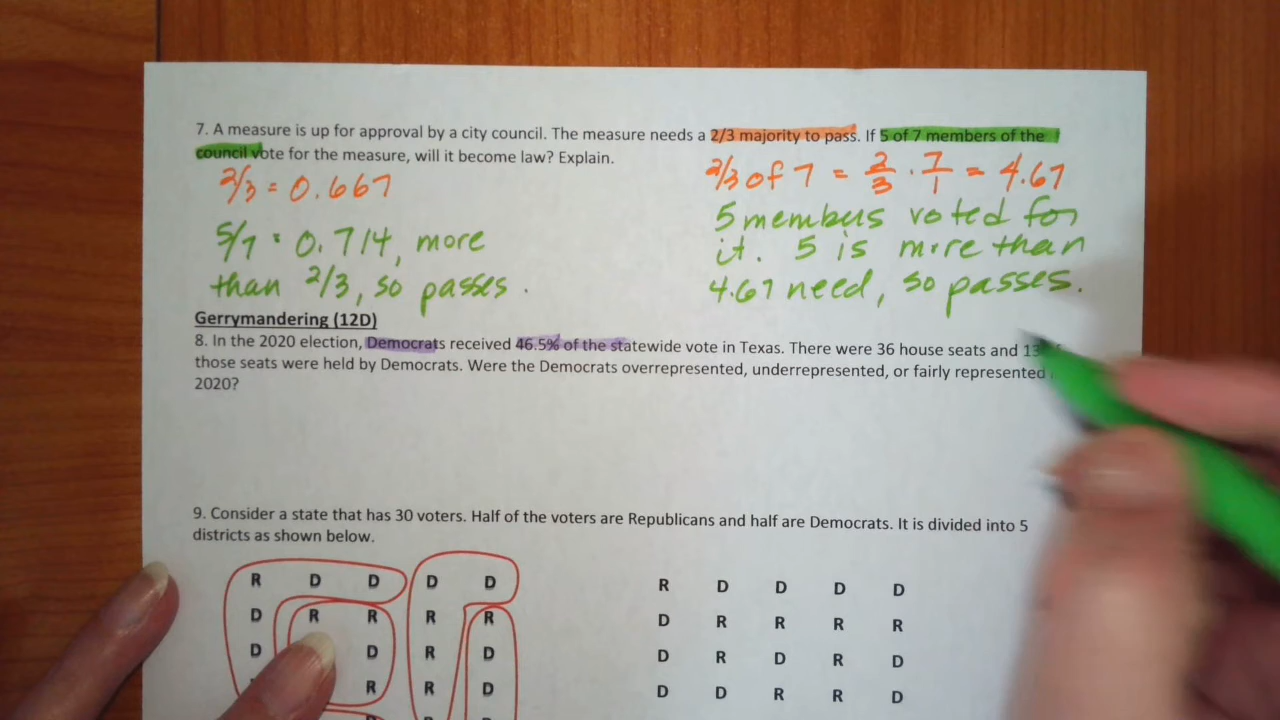 7. A measure is up for approval by a city council. The measure needs a 2/3 majority to pass. If 5 of 7 members of the
council vote for the measure, will it become law? Explain.
2/3 = 0.667
5/7 = 0.714, more
than 2/3, so passes.
2/3 of 7 = 2/3 · 7/1 = 4.67
5 members voted for
it. 5 is more than
4.67 need, so passes.
Gerrymandering (12D)
8. In the 2020 election, Democrats received 46.5% of the statewide vote in Texas. There were 36 house seats and 13
those seats were held by Democrats. Were the Democrats overrepresented, underrepresented, or fairly represented
2020?
9. Consider a state that has 30 voters. Half of the voters are Republicans and half are Democrats. It is divided into 5
districts as shown below.
R D D D D
D R R R R
D D R D
R R D
R D D D D
D R R R R
D R D R D
D D R R D